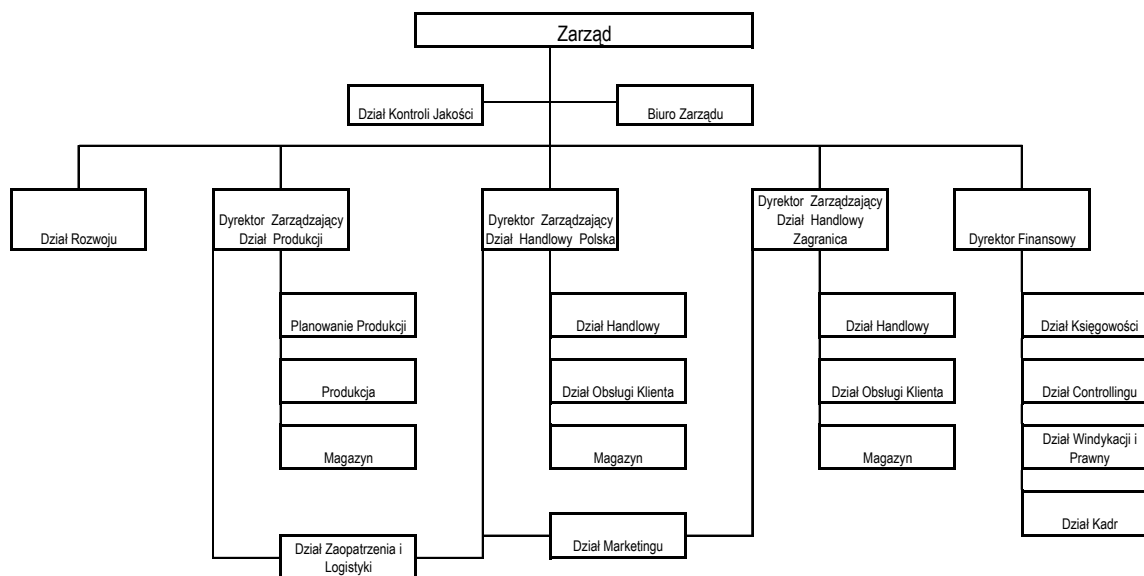 Zarząd
Dział Kontroli Jakości
Biuro Zarządu
Dział Rozwoju
Dyrektor Zarządzający
Dział Produkcji
Dyrektor Zarządzający
Dział Handlowy Polska
Dyrektor Zarządzający
Dział Handlowy
Zagranica
Dyrektor Finansowy
Planowanie Produkcji
Dział Handlowy
Dział Handlowy
Dział Księgowości
Produkcja
Dział Obsługi Klienta
Dział Obsługi Klienta
Dział Controllingu
Magazyn
Magazyn
Magazyn
Dział Windykacji i
Prawny
Dział Zaopatrzenia i
Logistyki
Dział Marketingu
Dział Kadr